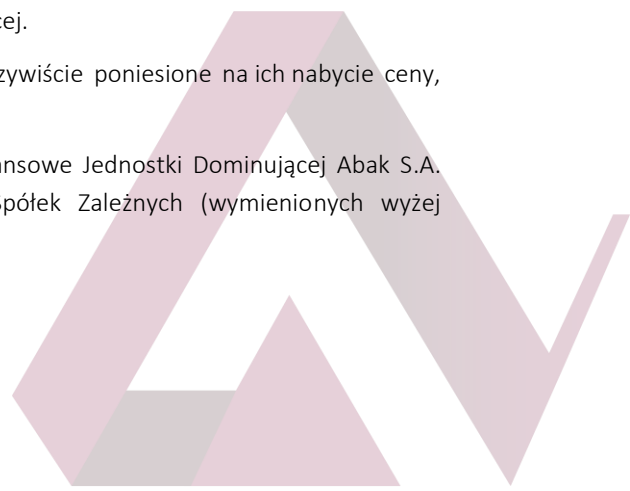 cej.
zywiście poniesione na ich nabycie ceny,
ansowe Jednostki Dominującej Abak S.A.
Spółek Zależnych (wymienionych wyżej